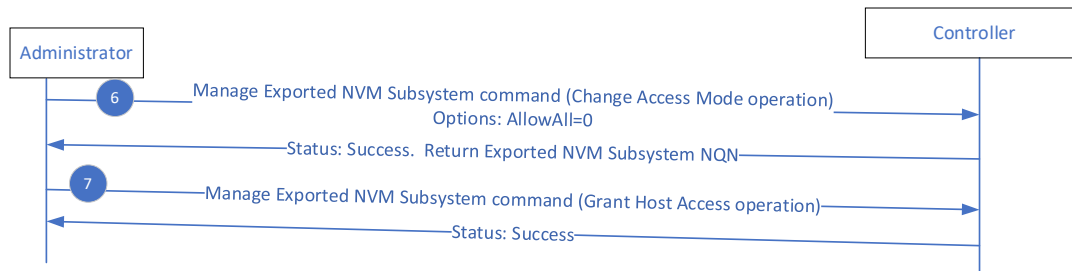 Administrator
Controller
6
Manage Exported NVM Subsystem command (Change Access Mode operation)
Options: AllowAll=0
Status: Success.  Return Exported NVM Subsystem NQN
7
Manage Exported NVM Subsystem command (Grant Host Access operation)
Status: Success